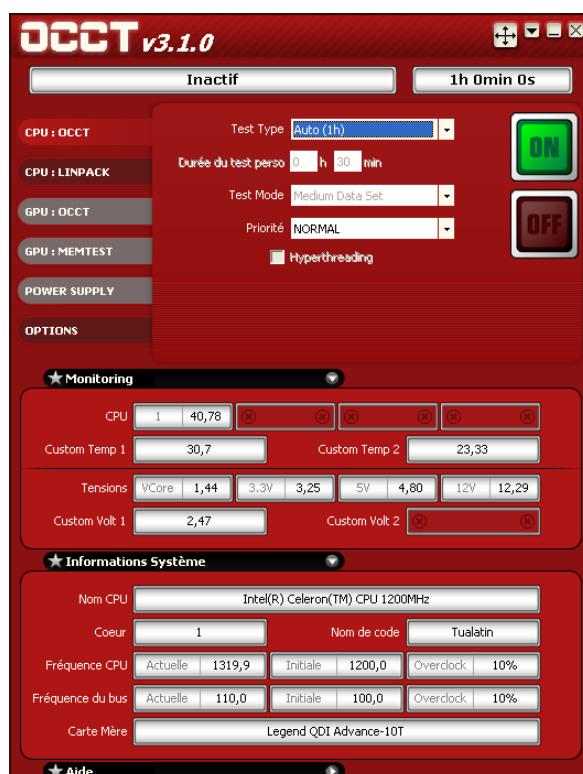 OCCT v3.1.0
Inactif 1h 0min 0s
CPU : OCCT
CPU : LINPACK
GPU : OCCT
GPU : MEMTEST
POWER SUPPLY
OPTIONS
Test Type Auto (1h)
Durée du test perso 0 h 30 min
Test Mode Medium Data Set
Priorité NORMAL
Hyperthreading
ON
OFF
Monitoring
CPU 1 40,78
Custom Temp 1 30,7 Custom Temp 2 23,33
Tensions VCore 1,44 3.3V 3,25 5V 4,80 12V 12,29
Custom Volt 1 2,47 Custom Volt 2
Informations Système
Nom CPU Intel(R) Celeron(TM) CPU 1200MHz
Coeur 1 Nom de code Tualatin
Fréquence CPU Actuelle 1319,9 Initiale 1200,0 Overclock 10%
Fréquence du bus Actuelle 110,0 Initiale 100,0 Overclock 10%
Carte Mère Legend QDI Advance-10T
Aide